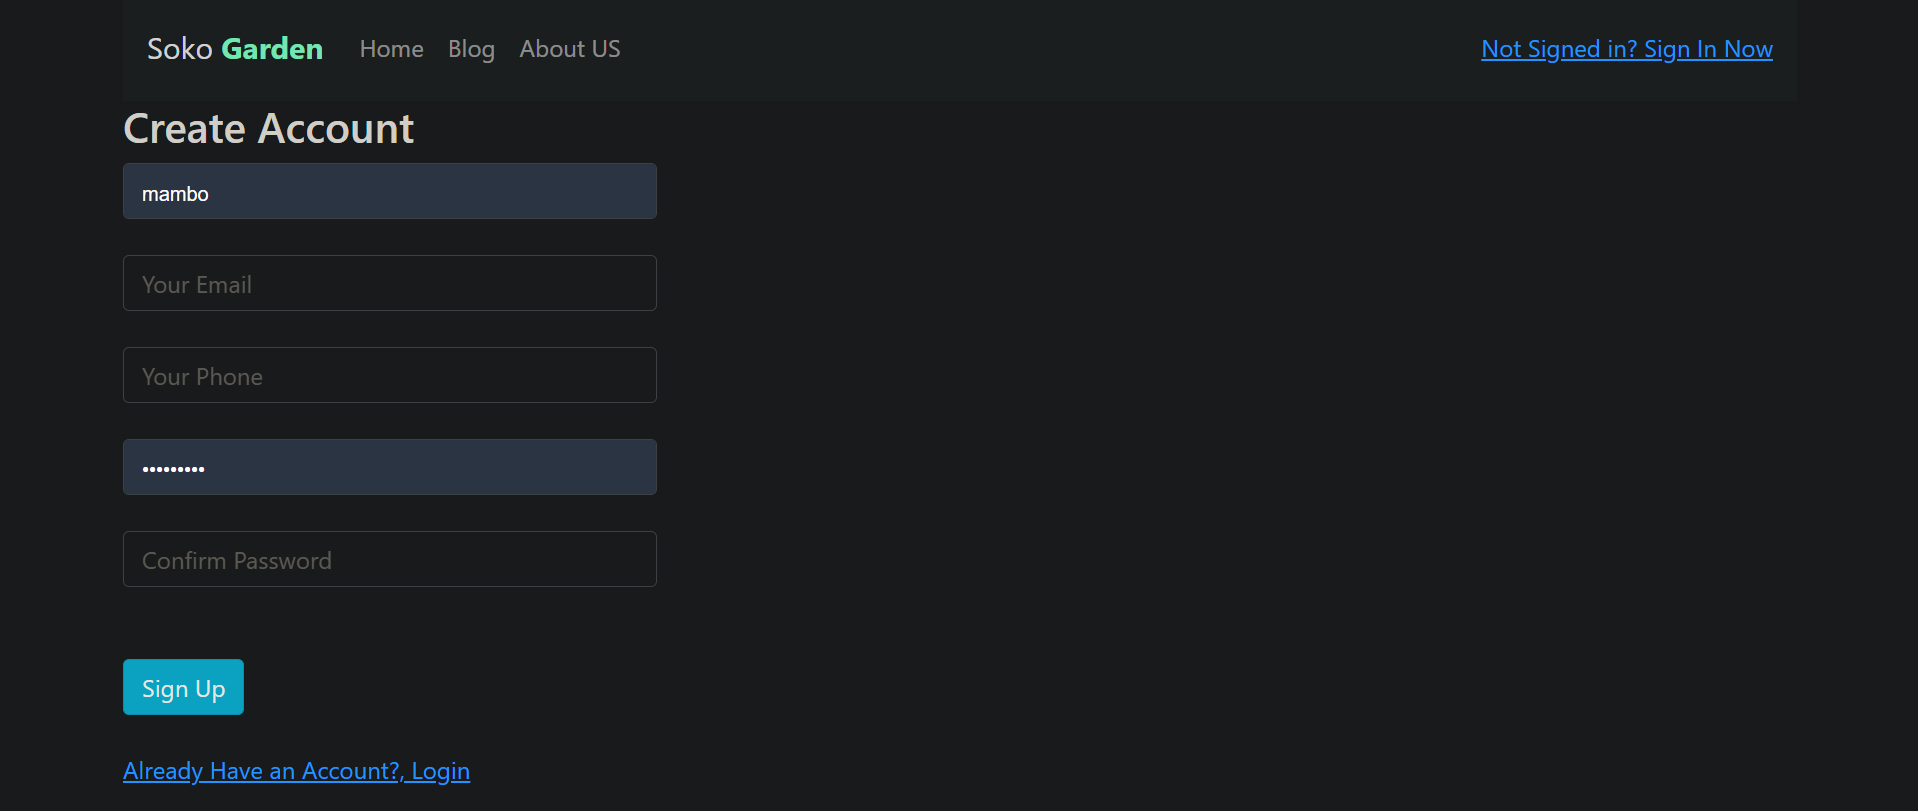 Soko Garden Home Blog About US Not Signed in? Sign In Now
Create Account
mambo
Your Email
Your Phone
•••••••••
Confirm Password
Sign Up
Already Have an Account?, Login